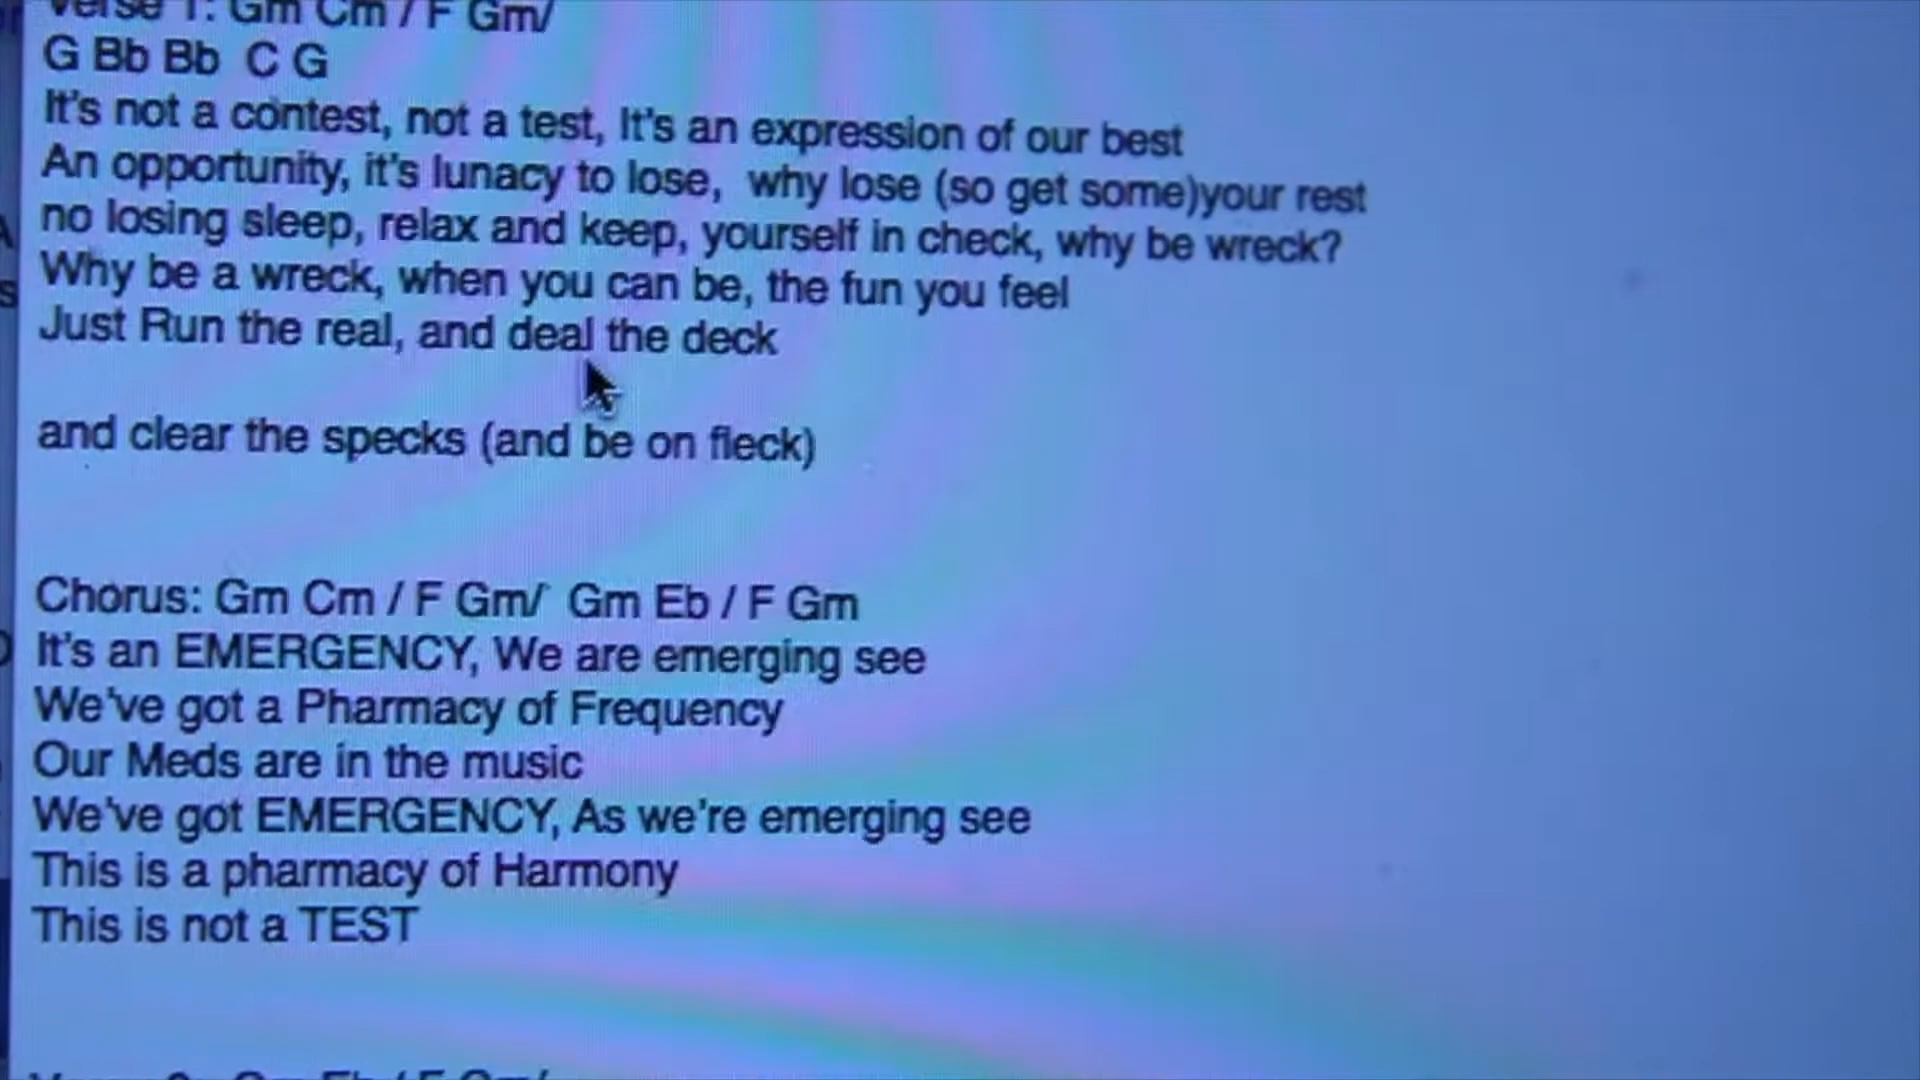 Verse 1: Gm Cm / F Gm/
G Bb Bb  C G
It's not a contest, not a test, It's an expression of our best
An opportunity, it's lunacy to lose,  why lose (so get some)your rest
no losing sleep, relax and keep, yourself in check, why be wreck?
Why be a wreck, when you can be, the fun you feel
Just Run the real, and deal the deck
and clear the specks (and be on fleck)
Chorus: Gm Cm / F Gm/  Gm Eb / F Gm
It's an EMERGENCY, We are emerging see
We've got a Pharmacy of Frequency
Our Meds are in the music
We've got EMERGENCY, As we're emerging see
This is a pharmacy of Harmony
This is not a TEST